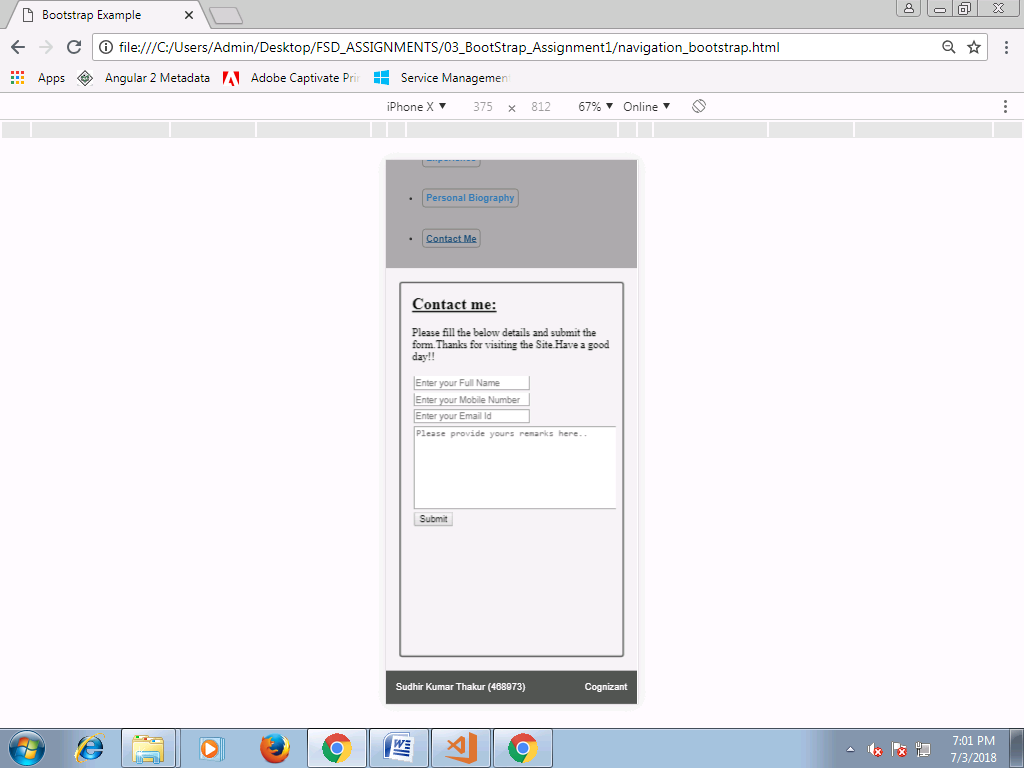 Bootstrap Example
file:///C:/Users/Admin/Desktop/FSD_ASSIGNMENTS/03_BootStrap_Assignment1/navigation_bootstrap.html
Apps Angular 2 Metadata Adobe Captivate Pri Service Managemen
iPhone X 375 x 812 67% Online
Experience
Personal Biography
Contact Me
Contact me:
Please fill the below details and submit the
form.Thanks for visiting the Site.Have a good
day!!
Enter your Full Name
Enter your Mobile Number
Enter your Email Id
Please provide yours remarks here..
Submit
Sudhir Kumar Thakur (468973) Cognizant
7:01 PM
7/3/2018